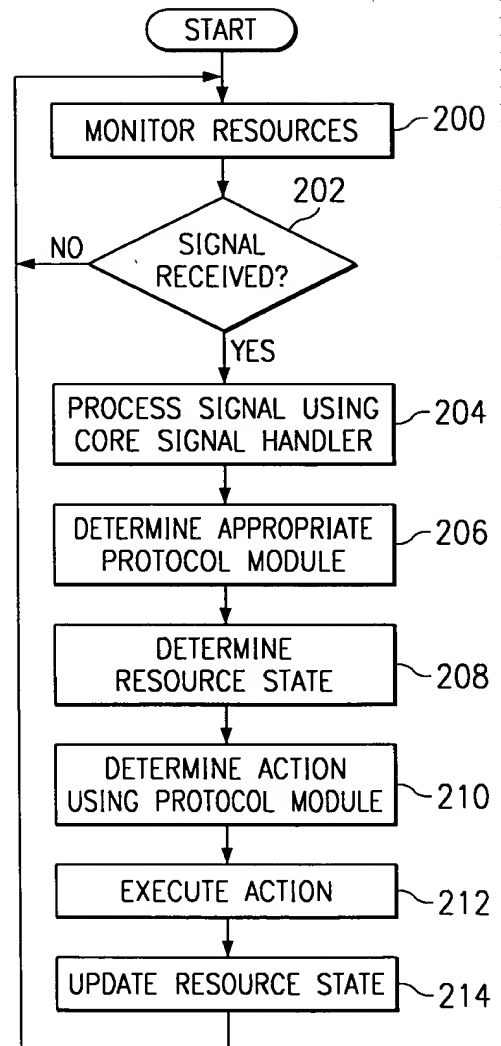 START
MONITOR RESOURCES
200
202
SIGNAL
RECEIVED?
NO
YES
PROCESS SIGNAL USING
CORE SIGNAL HANDLER
204
DETERMINE APPROPRIATE
PROTOCOL MODULE
206
DETERMINE
RESOURCE STATE
208
DETERMINE ACTION
USING PROTOCOL MODULE
210
EXECUTE ACTION
212
UPDATE RESOURCE STATE
214